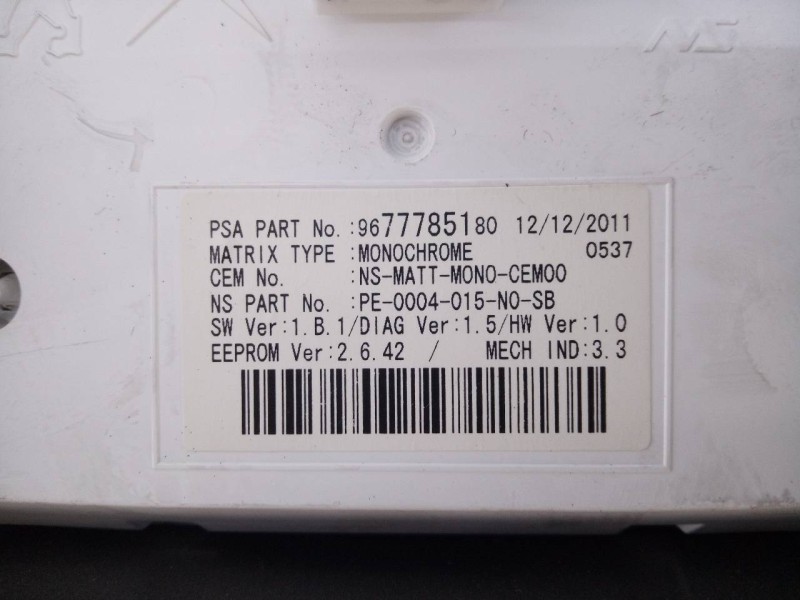 NS
PSA PART No. :9677785180 12/12/2011
MATRIX TYPE :MONOCHROME 0537
CEM No. :NS-MATT-MONO-CEM00
NS PART No. :PE-0004-015-NO-SB
SW Ver:1.B.1/DIAG Ver:1.5/HW Ver:1.0
EEPROM Ver:2.6.42 / MECH IND:3.3